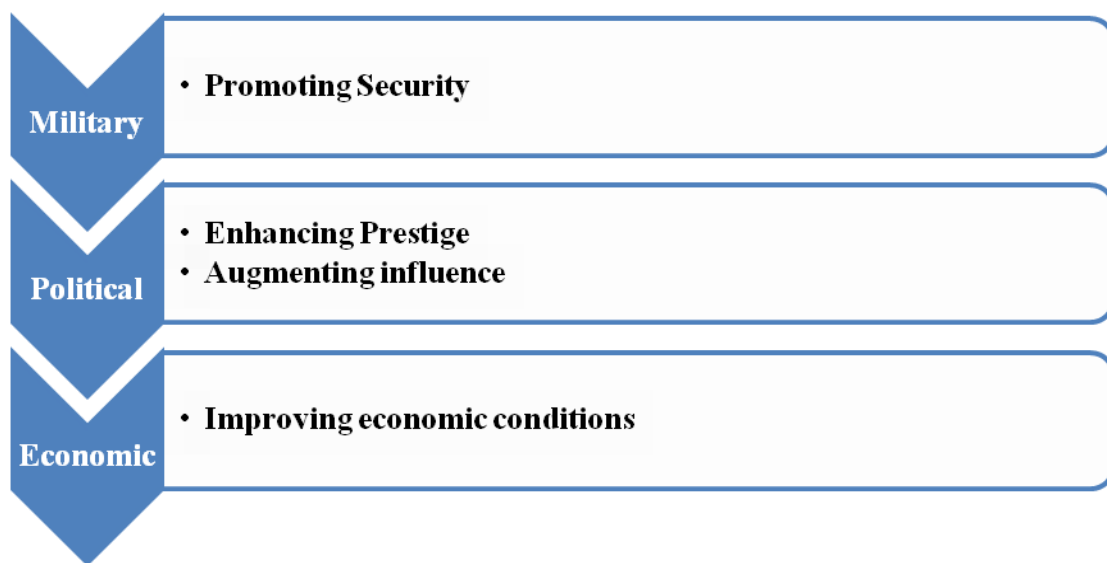 Military
• Promoting Security
Political
• Enhancing Prestige
• Augmenting influence
Economic
• Improving economic conditions